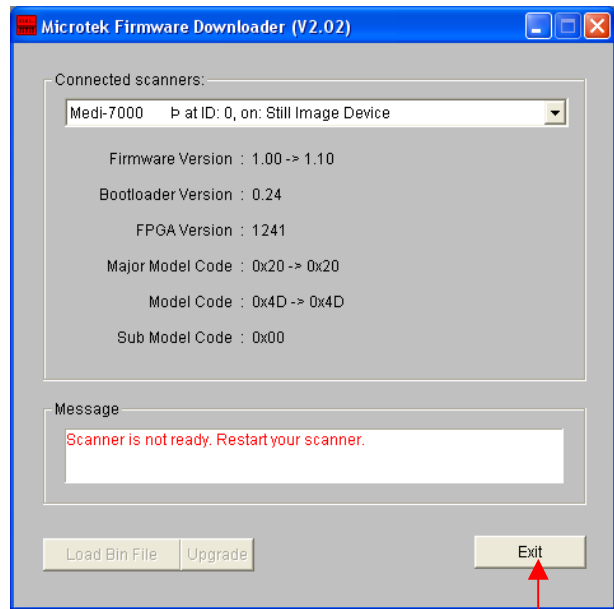 Microtek Firmware Downloader (V2.02)
Connected scanners:
Medi-7000 Þ at ID: 0, on: Still Image Device
Firmware Version : 1.00 -> 1.10
Bootloader Version : 0.24
FPGA Version : 1241
Major Model Code : 0x20 -> 0x20
Model Code : 0x4D -> 0x4D
Sub Model Code : 0x00
Message
Scanner is not ready. Restart your scanner.
Load Bin File Upgrade Exit